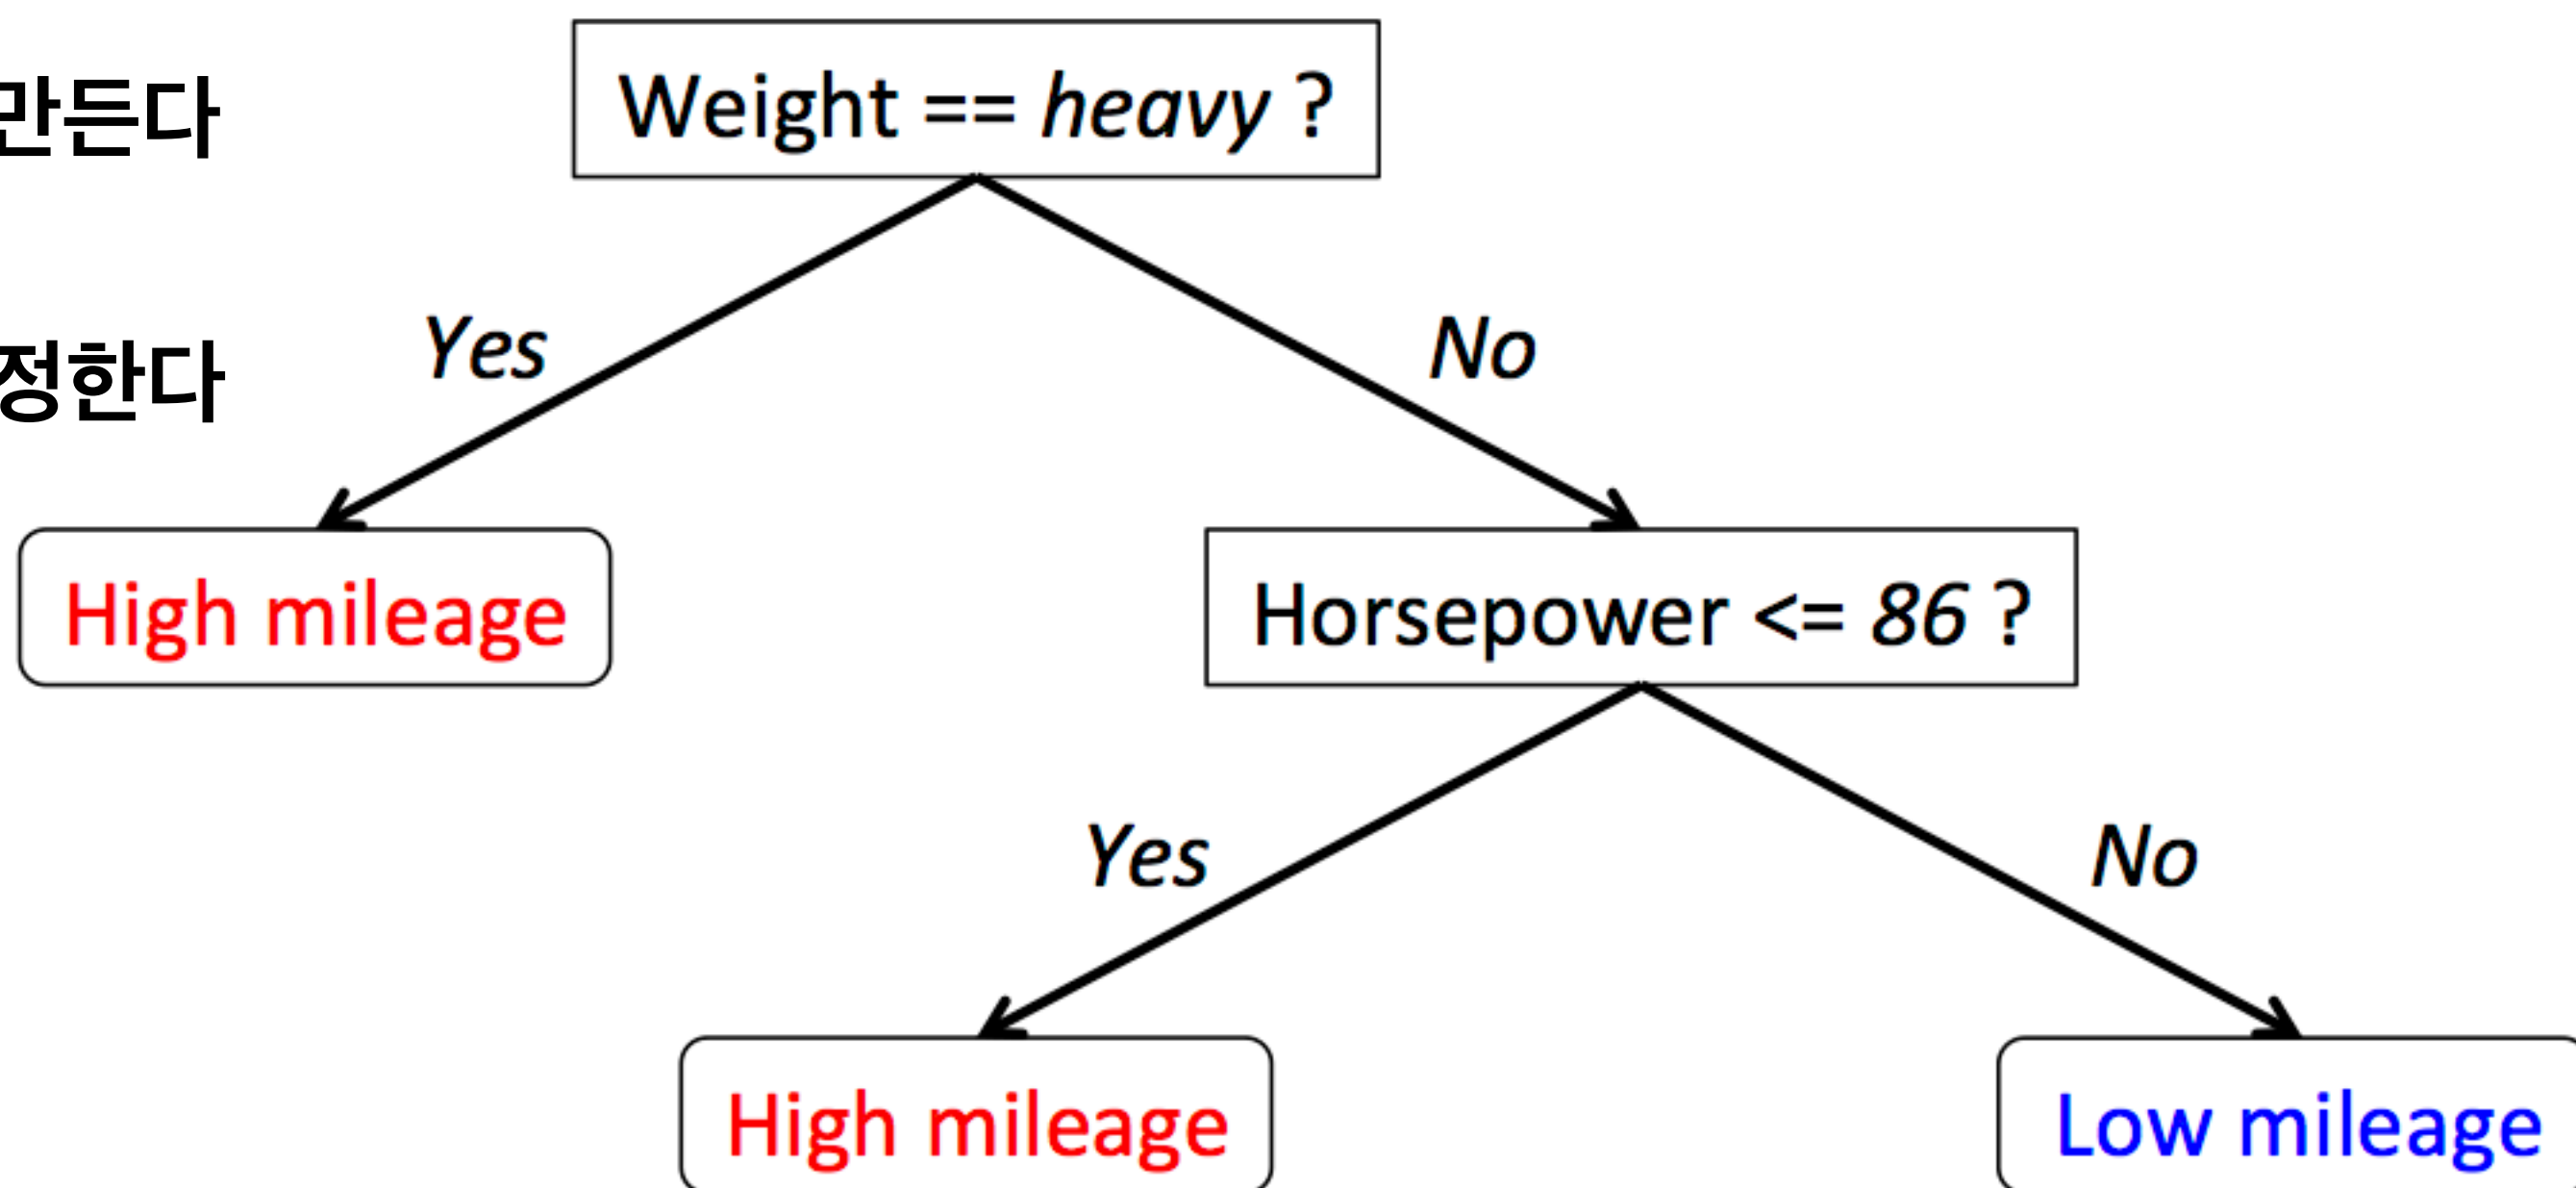 만든다
Weight == heavy ?
정한다
Yes
No
High mileage
Horsepower <= 86 ?
Yes
No
High mileage
Low mileage